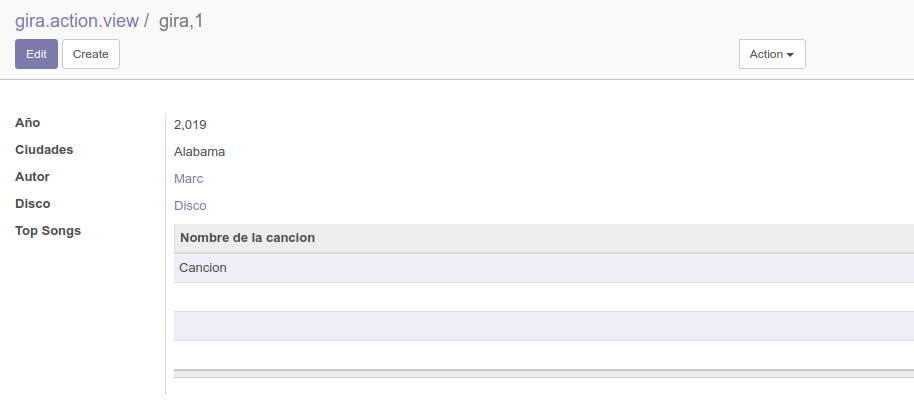 gira.action.view / gira,1
Edit Create Action
Año 2,019
Ciudades Alabama
Autor Marc
Disco Disco
Top Songs
Nombre de la cancion
Cancion